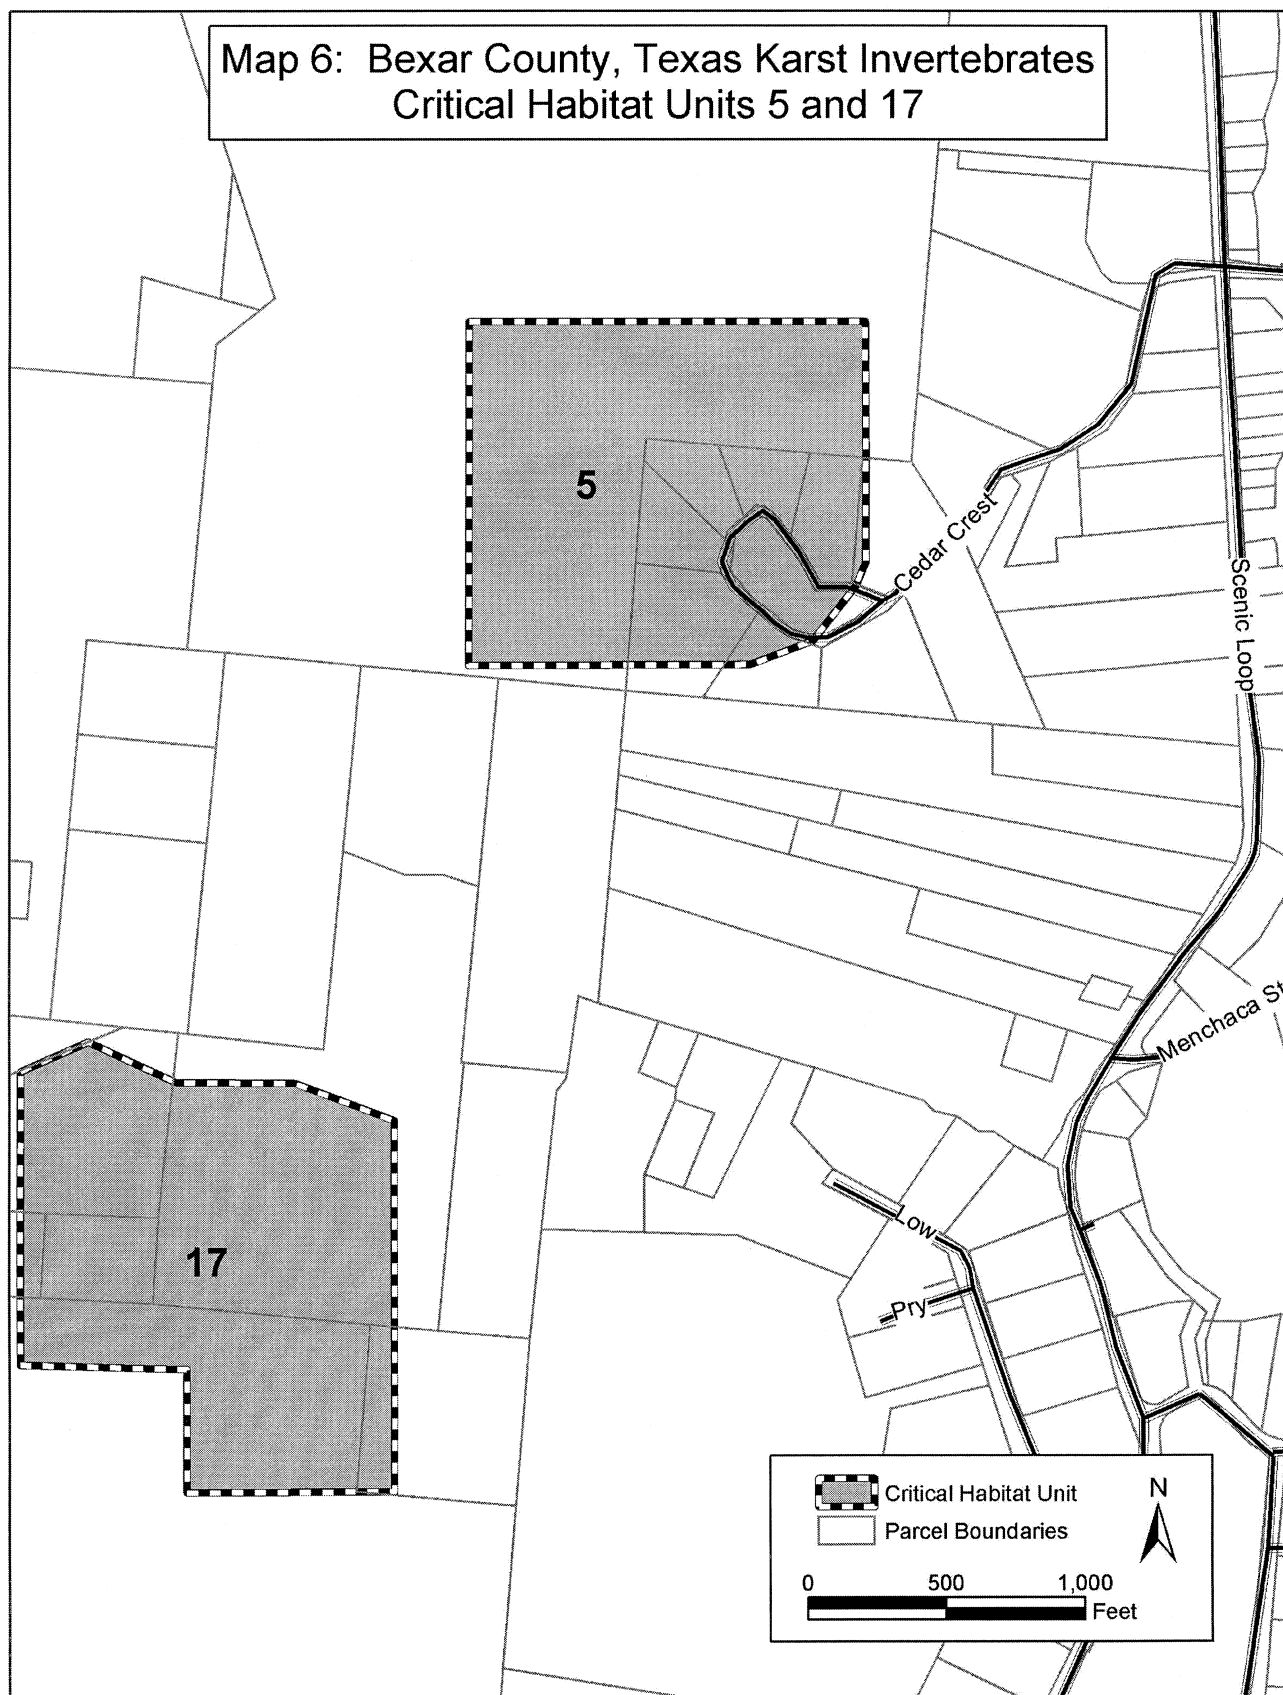 Map 6: Bexar County, Texas Karst Invertebrates
Critical Habitat Units 5 and 17
5
Cedar Crest
Scenic Loop
Menchaca St
17
Low
Pry
Critical Habitat Unit
Parcel Boundaries
N
0 500 1,000
Feet